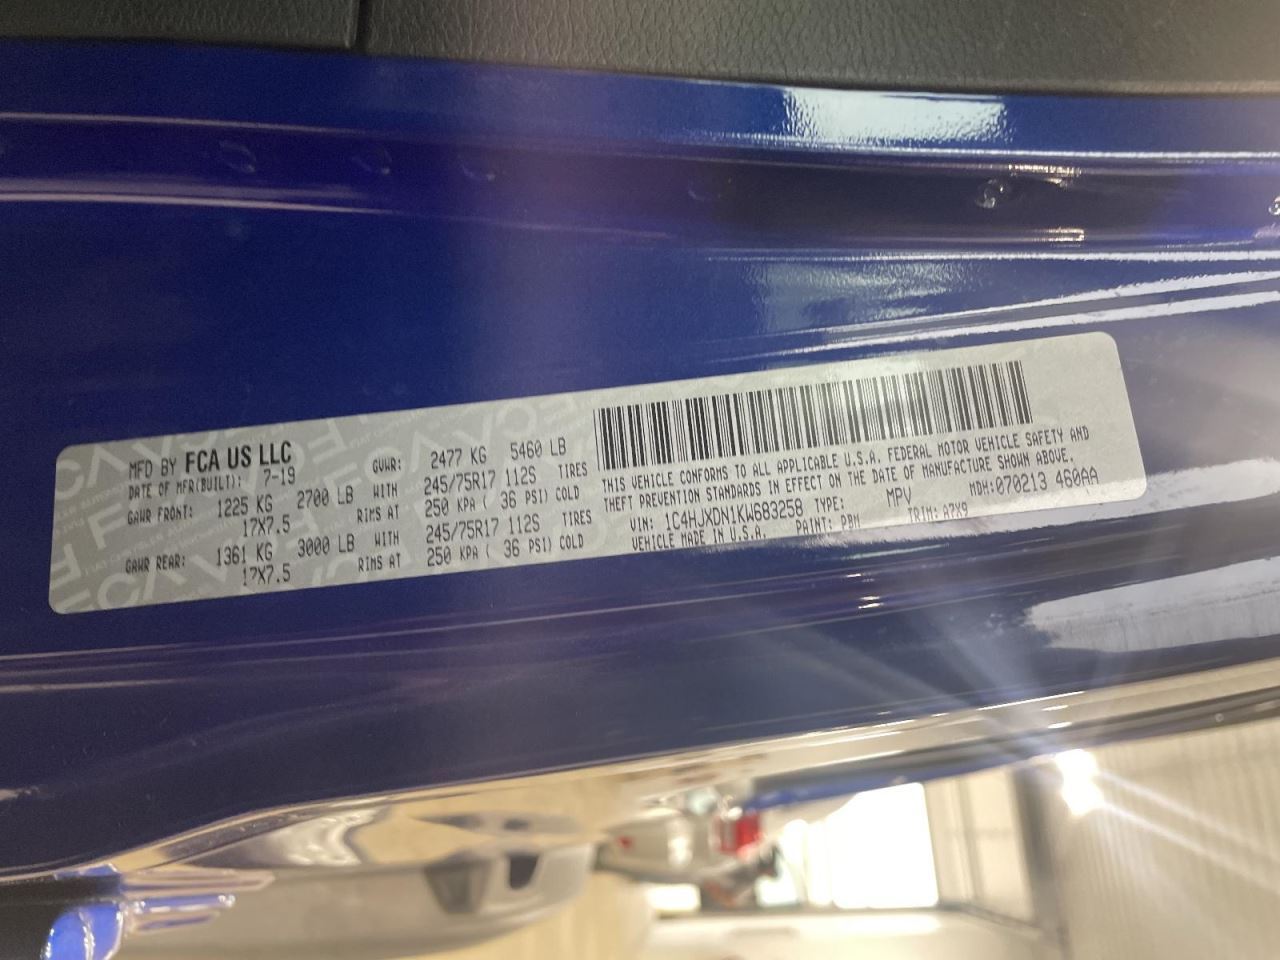 MFD BY FCA US LLC
DATE OF MFR(BUILT): 7-19 GVWR: 2477 KG 5460 LB
GAWR FRONT: 1225 KG 2700 LB WITH 245/75R17 112S TIRES
17X7.5 RIMS AT 250 KPA ( 36 PSI) COLD
GAWR REAR: 1361 KG 3000 LB WITH 245/75R17 112S TIRES
17X7.5 RIMS AT 250 KPA ( 36 PSI) COLD
THIS VEHICLE CONFORMS TO ALL APPLICABLE U.S.A. FEDERAL MOTOR VEHICLE SAFETY AND
THEFT PREVENTION STANDARDS IN EFFECT ON THE DATE OF MANUFACTURE SHOWN ABOVE.
VIN: 1C4HJXDN1KW683258 TYPE: MPV MDH:070213 460AA
VEHICLE MADE IN U.S.A. PAINT: PBM TRIM: APX9